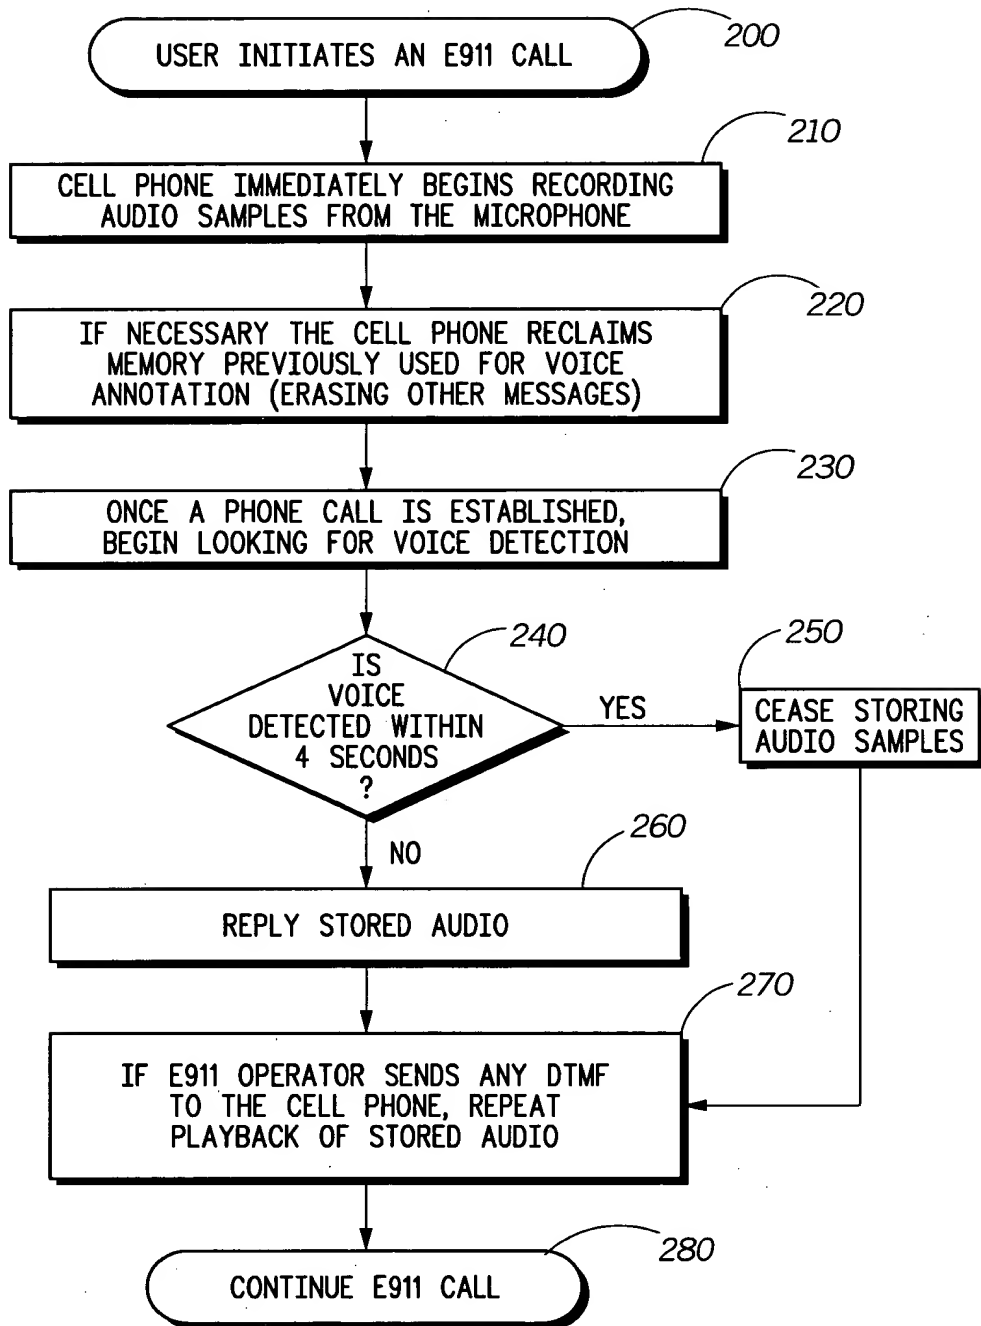 USER INITIATES AN E911 CALL
200
210
CELL PHONE IMMEDIATELY BEGINS RECORDING
AUDIO SAMPLES FROM THE MICROPHONE
220
IF NECESSARY THE CELL PHONE RECLAIMS
MEMORY PREVIOUSLY USED FOR VOICE
ANNOTATION (ERASING OTHER MESSAGES)
230
ONCE A PHONE CALL IS ESTABLISHED,
BEGIN LOOKING FOR VOICE DETECTION
240
IS
VOICE
DETECTED WITHIN
4 SECONDS
?
YES
250
CEASE STORING
AUDIO SAMPLES
NO
260
REPLY STORED AUDIO
270
IF E911 OPERATOR SENDS ANY DTMF
TO THE CELL PHONE, REPEAT
PLAYBACK OF STORED AUDIO
280
CONTINUE E911 CALL